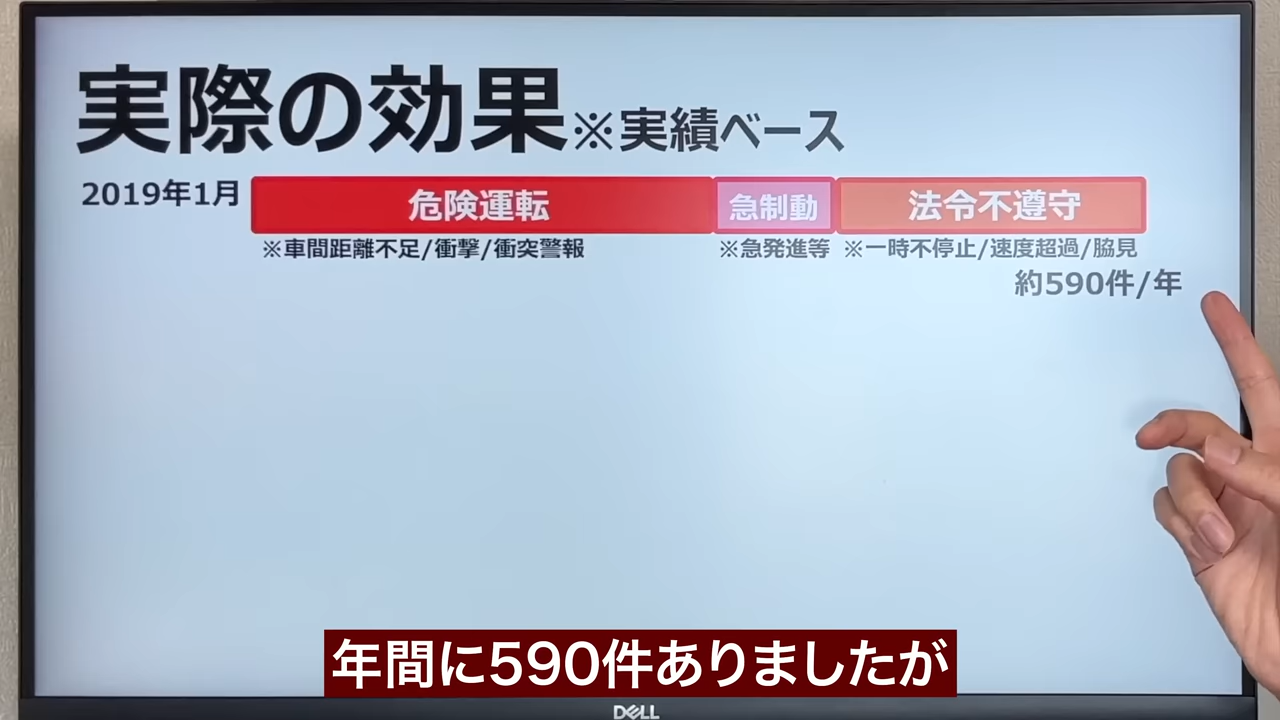 実際の効果※実績ベース
2019年1月 危険運転 急制動 法令不遵守
※車間距離不足/衝撃/衝突警報 ※急発進等 ※一時不停止/速度超過/脇見
約590件/年
年間に590件ありましたが
DELL